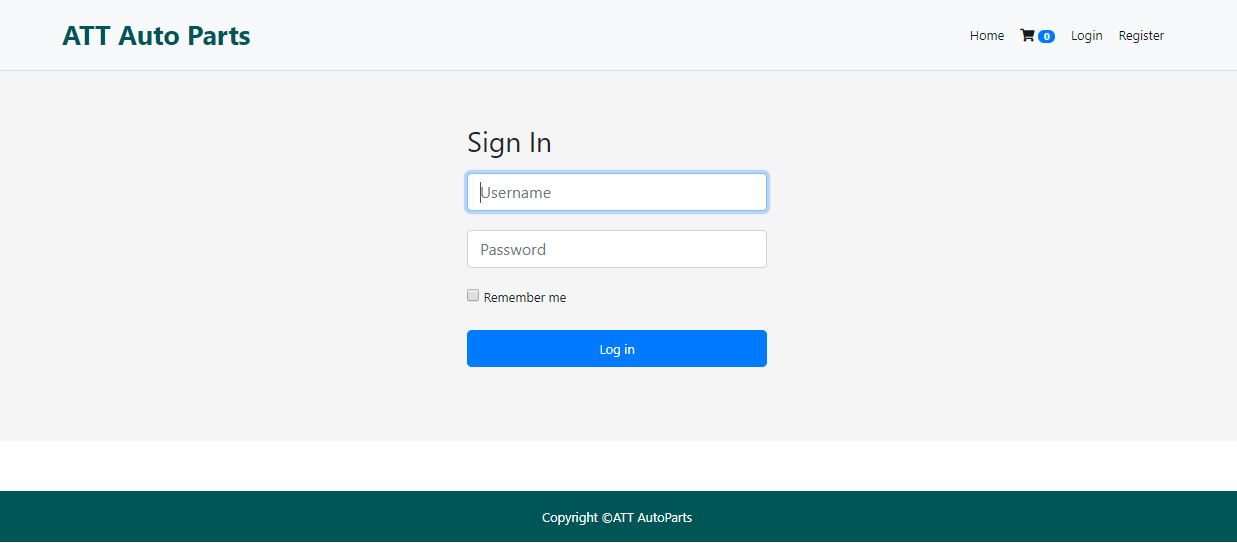 ATT Auto Parts
Home 0 Login Register
Sign In
Username
Password
Remember me
Log in
Copyright ©ATT AutoParts